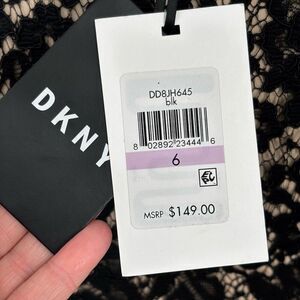 DKNY
DD8JH645
blk
8 02892 23444 6
6
MSRP $149.00